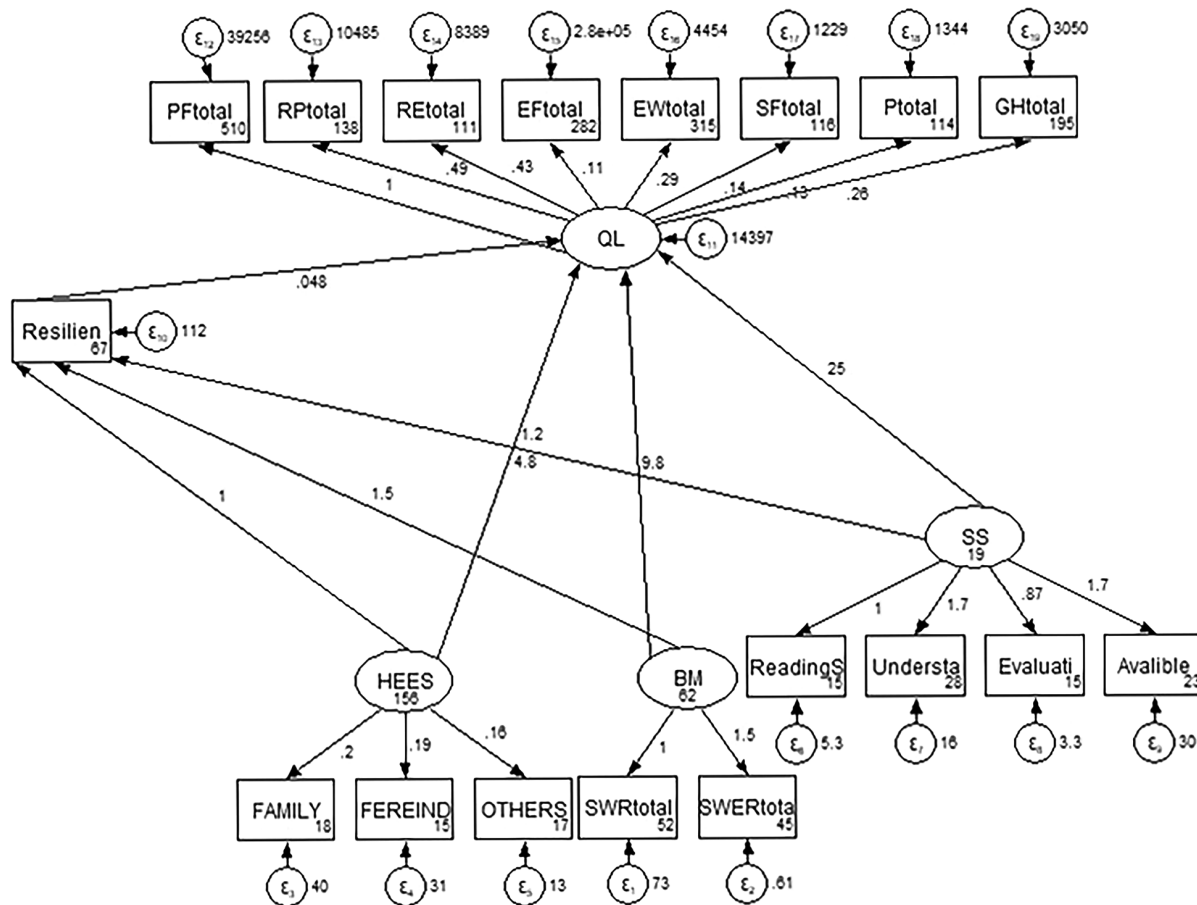 ε12 39256 ε13 10485 ε14 8389 ε15 2.8e+05 ε16 4454 ε17 1229 ε18 1344 ε19 3050
PFtotal 510 RPtotal 138 REtotal 111 EFtotal 282 EWtotal 315 SFtotal 116 Ptotal 114 GHtotal 195
1 .49 .43 .11 .29 .14 .13 .26
QL ε11 14397
.048
Resilien 67 ε10 112
25
1.2
4.8 9.8
1 1.5
SS 19
1 1.7 .87 1.7
ReadingS 15 Understa 28 Evaluati 15 Avalible 23
HEES 156 BM 62
ε6 5.3 ε7 16 ε8 3.3 ε9 30
.2 .19 .16 1 1.5
FAMILY 18 FEREIND 15 OTHERS 17 SWRtotal 52 SWERtota 45
ε3 40 ε4 31 ε5 13 ε1 73 ε2 .61